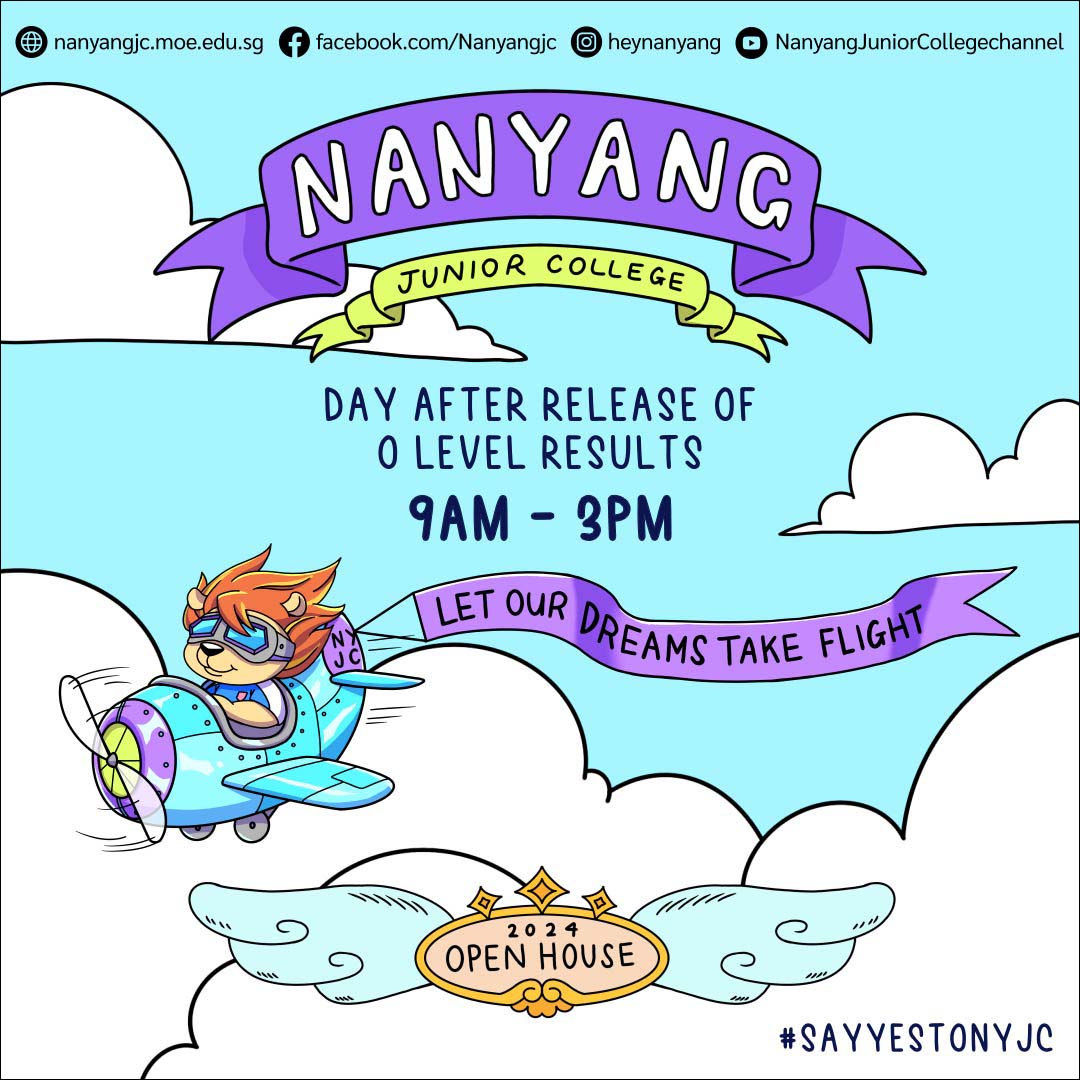 nanyangjc.moe.edu.sg facebook.com/Nanyangjc heynanyang NanyangJuniorCollegechannel
NANYANG
JUNIOR COLLEGE
DAY AFTER RELEASE OF
O LEVEL RESULTS
9AM - 3PM
LET OUR DREAMS TAKE FLIGHT
NY
JC
2024
OPEN HOUSE
#SAYYESTONYJC